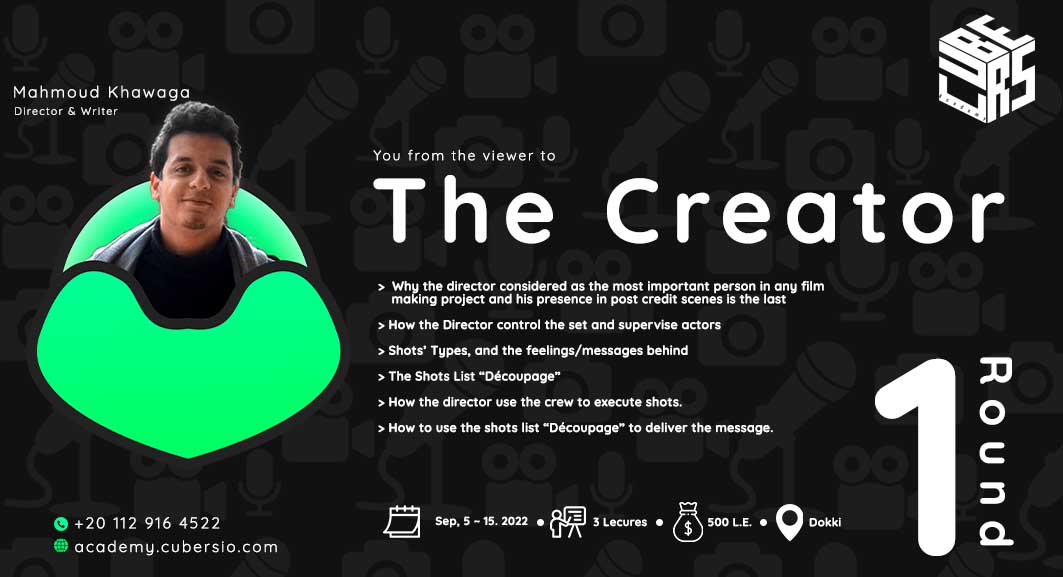 CUBE
RS
Academy
Mahmoud Khawaga
Director & Writer
You from the viewer to
The Creator
> Why the director considered as the most important person in any film
making project and his presence in post credit scenes is the last
> How the Director control the set and supervise actors
> Shots’ Types, and the feelings/messages behind
> The Shots List “Découpage”
> How the director use the crew to execute shots.
> How to use the shots list “Découpage” to deliver the message.
1
Round
+20 112 916 4522
academy.cubersio.com
Sep, 5 ~ 15. 2022 ● 3 Lecures ● $ 500 L.E. ● Dokki